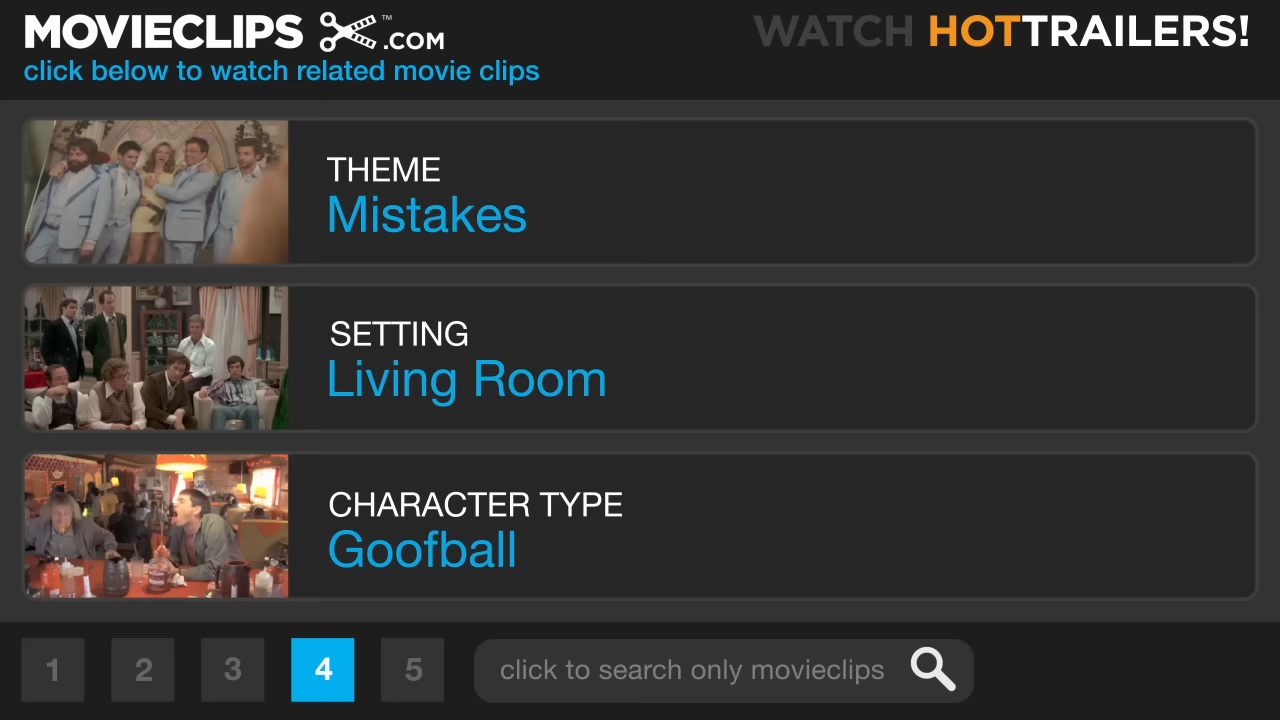 MOVIECLIPS ™ .COM
WATCH HOTTRAILERS!
click below to watch related movie clips
THEME
Mistakes
SETTING
Living Room
CHARACTER TYPE
Goofball
1 2 3 4 5 click to search only movieclips